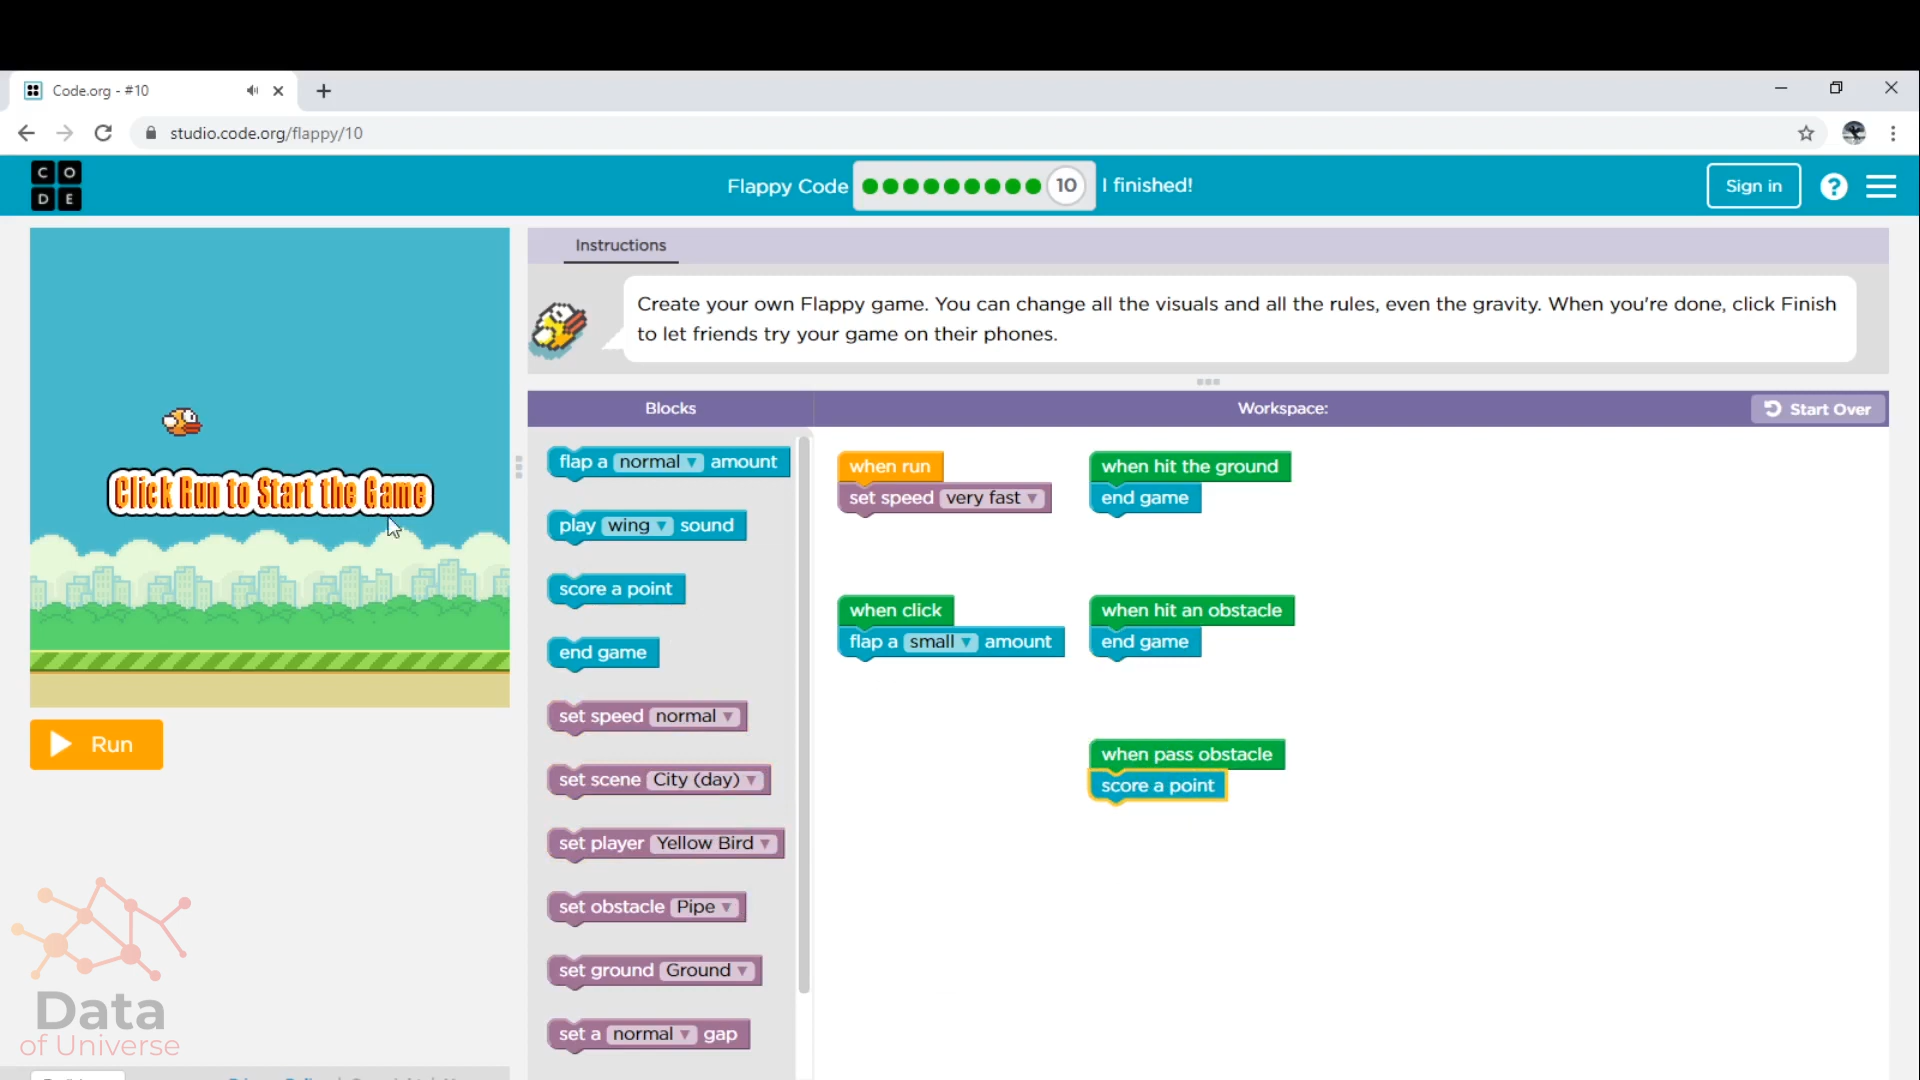 Code.org - #10
studio.code.org/flappy/10
C O
D E
Flappy Code
10
I finished!
Sign in
?
Instructions
Create your own Flappy game. You can change all the visuals and all the rules, even the gravity. When you're done, click Finish
to let friends try your game on their phones.
Click Run to Start the Game
Run
Blocks
Workspace:
Start Over
flap a normal amount
play wing sound
score a point
end game
set speed normal
set scene City (day)
set player Yellow Bird
set obstacle Pipe
set ground Ground
set a normal gap
when run
set speed very fast
when click
flap a small amount
when hit the ground
end game
when hit an obstacle
end game
when pass obstacle
score a point
Data
of Universe